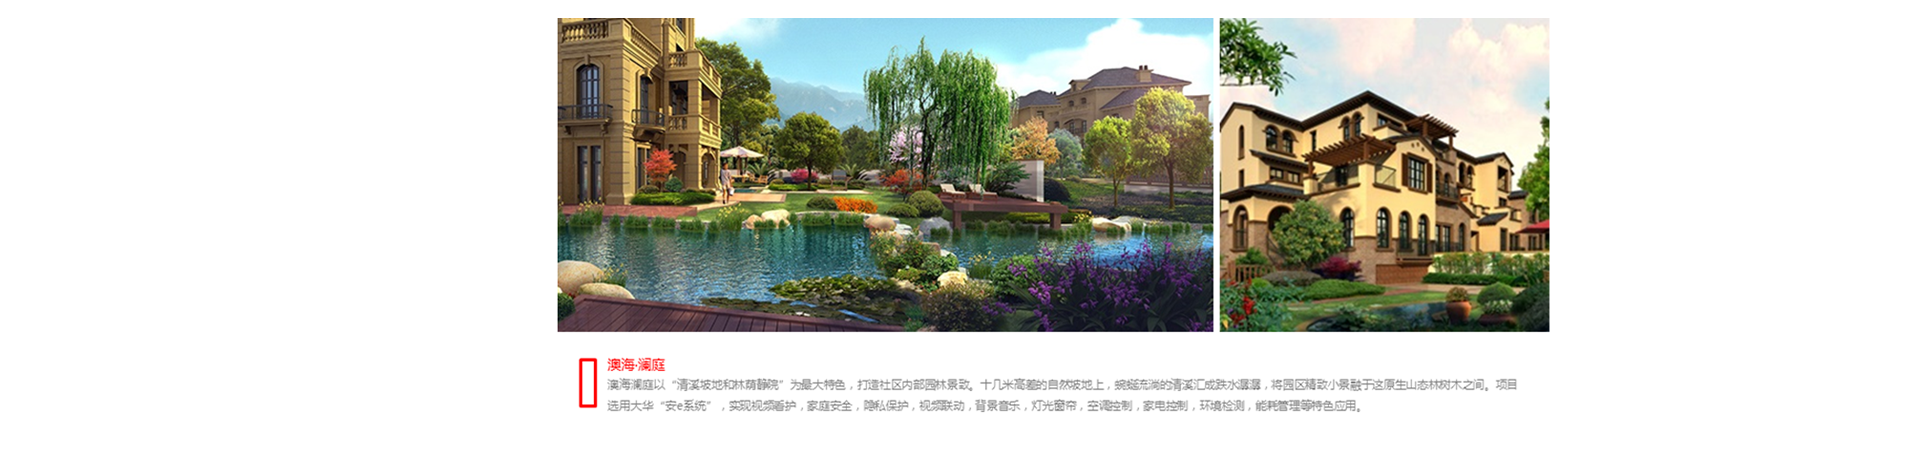 澳海·澜庭
澳海澜庭以“清溪坡地和林荫静院”为最大特色，打造社区内部园林景致。十几米高差的自然坡地上，蜿蜒流淌的清溪汇成跌水潺潺，将园区精致小景融于这原生山态林树木之间。项目
选用大华“安e系统”，实现视频看护，家庭安全，隐私保护，视频联动，背景音乐，灯光窗帘，空调控制，家电控制，环境检测，能耗管理等特色应用。